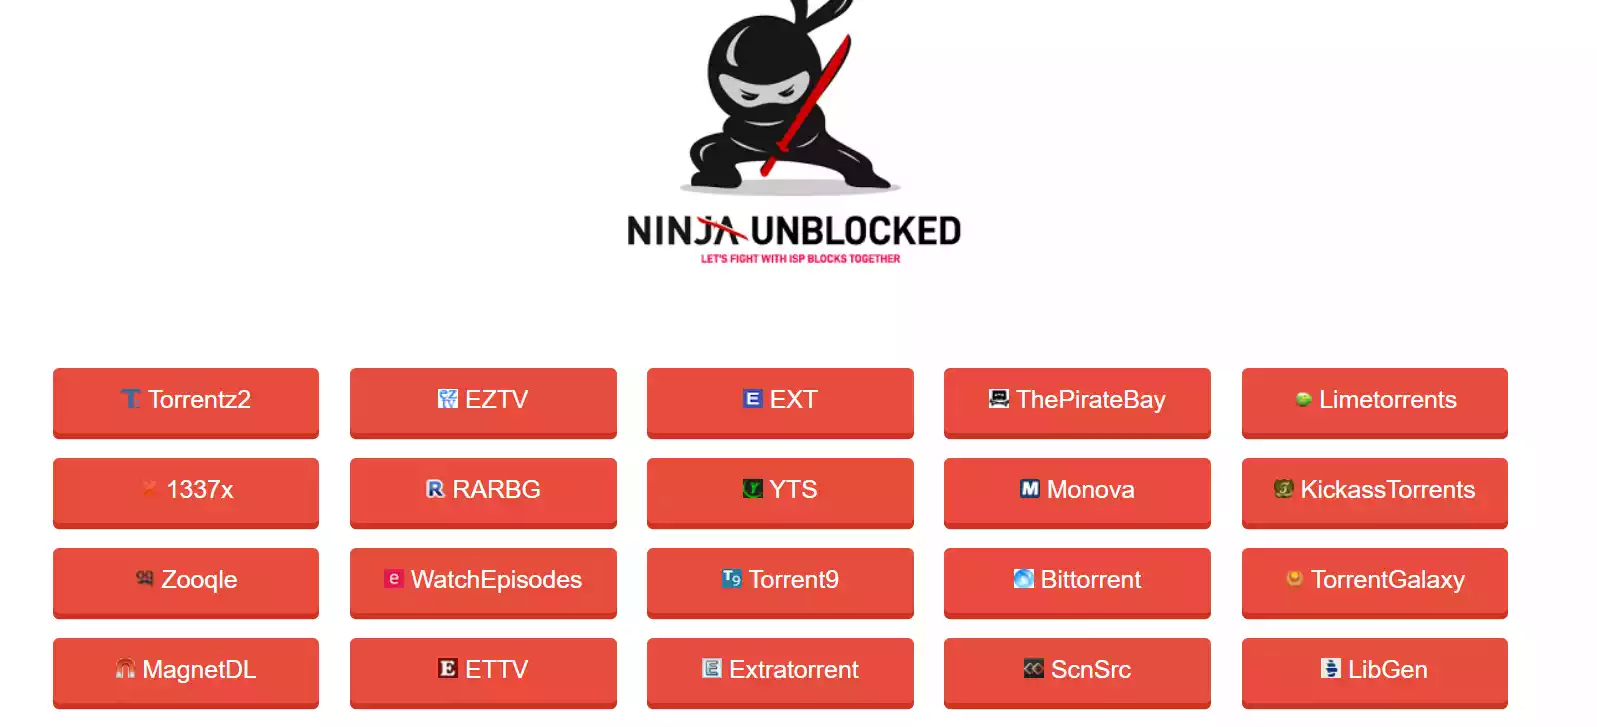 NINJA UNBLOCKED
LET'S FIGHT WITH ISP BLOCKS TOGETHER
Torrentz2
EZTV
EXT
ThePirateBay
Limetorrents
1337x
RARBG
YTS
Monova
KickassTorrents
Zooqle
WatchEpisodes
Torrent9
Bittorrent
TorrentGalaxy
MagnetDL
ETTV
Extratorrent
ScnSrc
LibGen